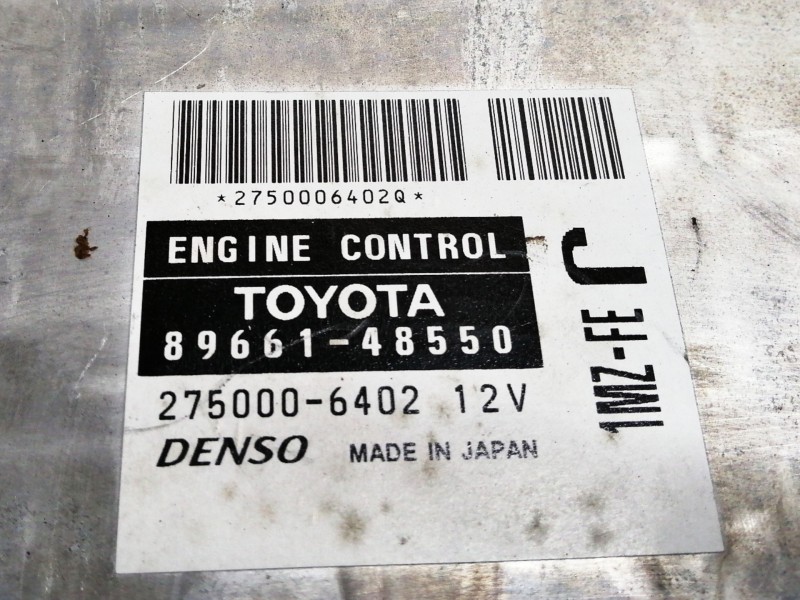 *2750006402Q*
ENGINE CONTROL
TOYOTA
89661-48550
275000-6402 12V
DENSO MADE IN JAPAN
J
1MZ-FE